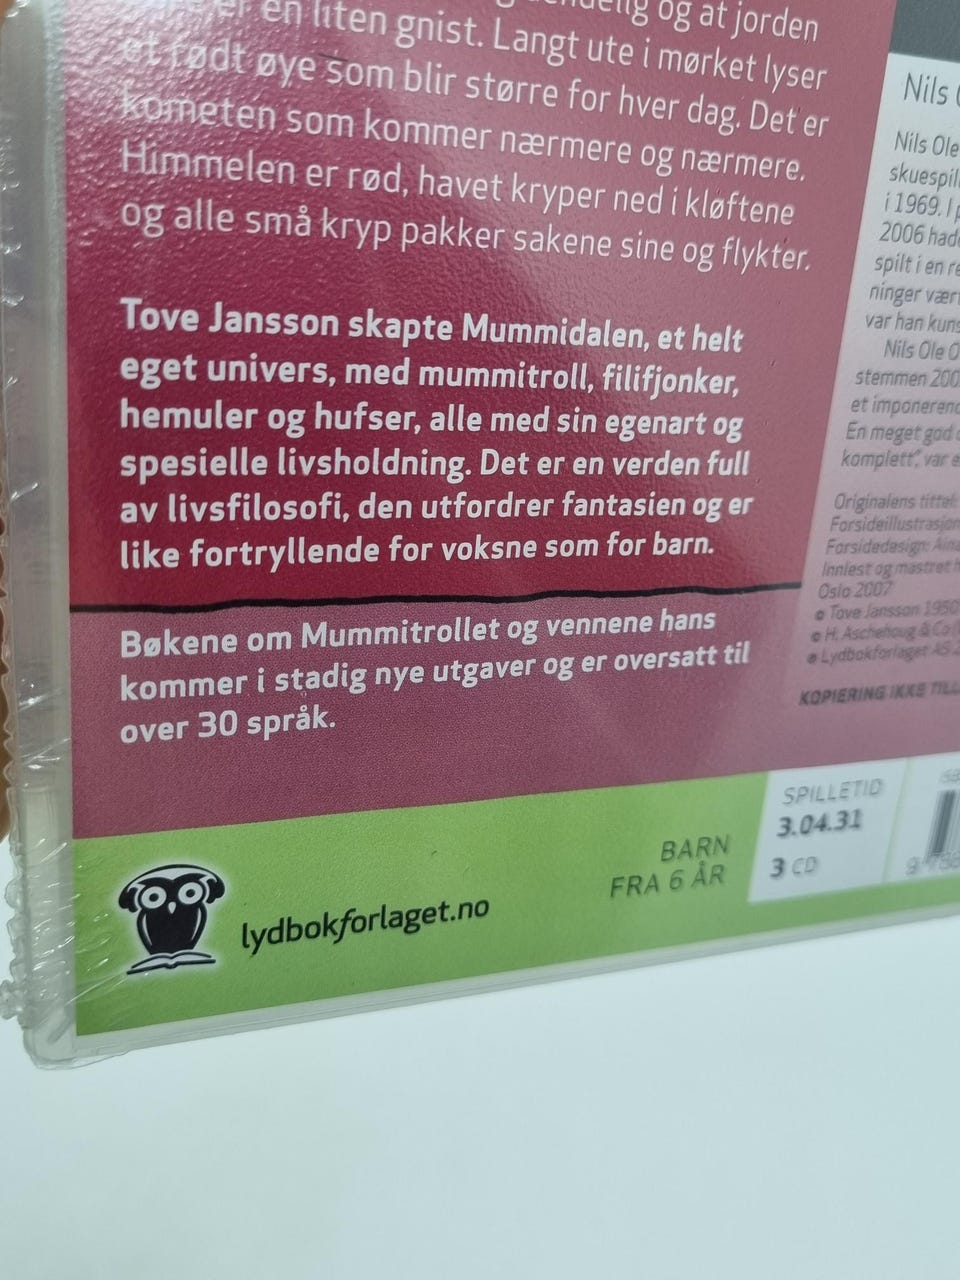 og at jorden
en liten gnist. Langt ute i mørket lyser
et rødt øye som blir større for hver dag. Det er
kometen som kommer nærmere og nærmere.
Himmelen er rød, havet kryper ned i kløftene
og alle små kryp pakker sakene sine og flykter.
Tove Jansson skapte Mummidalen, et helt
eget univers, med mummitroll, filifjonker,
hemuler og hufser, alle med sin egenart og
spesielle livsholdning. Det er en verden full
av livsfilosofi, den utfordrer fantasien og er
like fortryllende for voksne som for barn.
Bøkene om Mummitrollet og vennene hans
kommer i stadig nye utgaver og er oversatt til
over 30 språk.
lydbokforlaget.no
BARN
FRA 6 ÅR
SPILLETID
3.04.31
3 CD
Nils
Nils Ole
i 1969. I
2006
spilt i en
ninger
var han
Nils Ole
stemmen
et
En meget god
komplett", var
Originalens tittel:
Forsidedesign:
Innlest og mastret
Oslo 2007
Tove Jansson 1950
H. Aschehoug & Co
Lydbokforlaget AS
KOPIERING IKKE